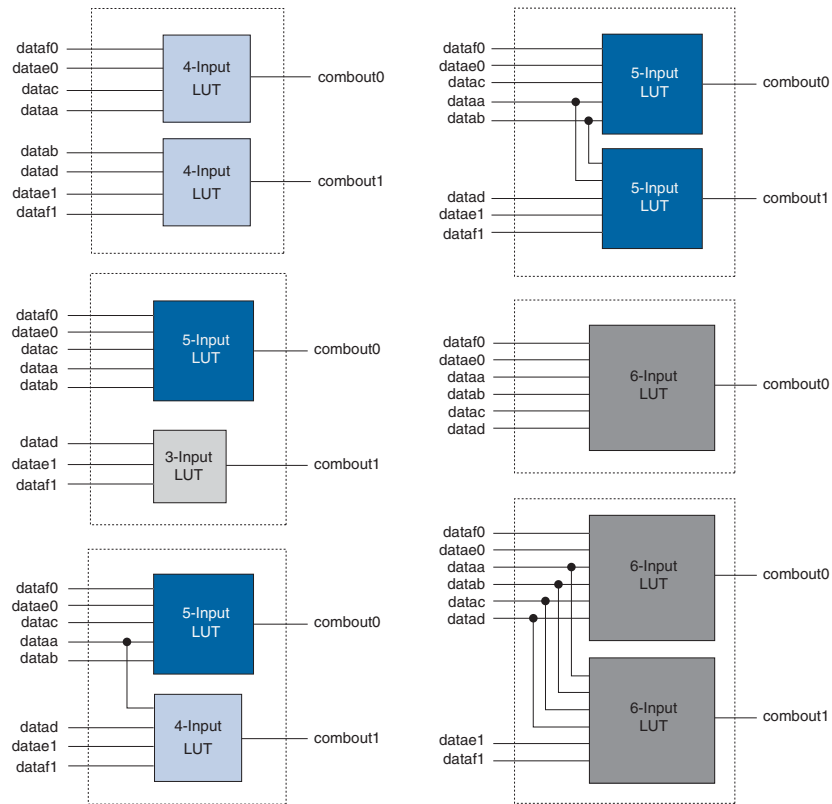 dataf0
datae0
datac
dataa
4-Input
LUT
combout0
datab
datad
datae1
dataf1
4-Input
LUT
combout1
dataf0
datae0
datac
dataa
datab
5-Input
LUT
combout0
datad
datae1
dataf1
3-Input
LUT
combout1
dataf0
datae0
datac
dataa
datab
5-Input
LUT
combout0
datad
datae1
dataf1
4-Input
LUT
combout1
dataf0
datae0
datac
dataa
datab
5-Input
LUT
combout0
datad
datae1
dataf1
5-Input
LUT
combout1
dataf0
datae0
dataa
datab
datac
datad
6-Input
LUT
combout0
dataf0
datae0
dataa
datab
datac
datad
6-Input
LUT
combout0
datae1
dataf1
6-Input
LUT
combout1